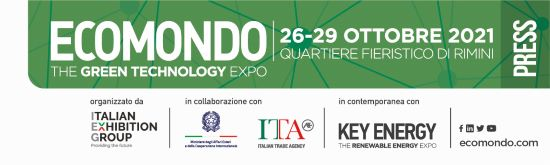 ECOMONDO
THE GREEN TECHNOLOGY EXPO
26-29 OTTOBRE 2021
QUARTIERE FIERISTICO DI RIMINI
PRESS
organizzato da
in collaborazione con
in contemporanea con
ITALIAN
EXHIBITION
GROUP
Providing the future
Ministero degli Affari Esteri
e della Cooperazione Internazionale
ITA
ITALIAN TRADE AGENCY
KEY ENERGY
THE RENEWABLE ENERGY EXPO
ecomondo.com